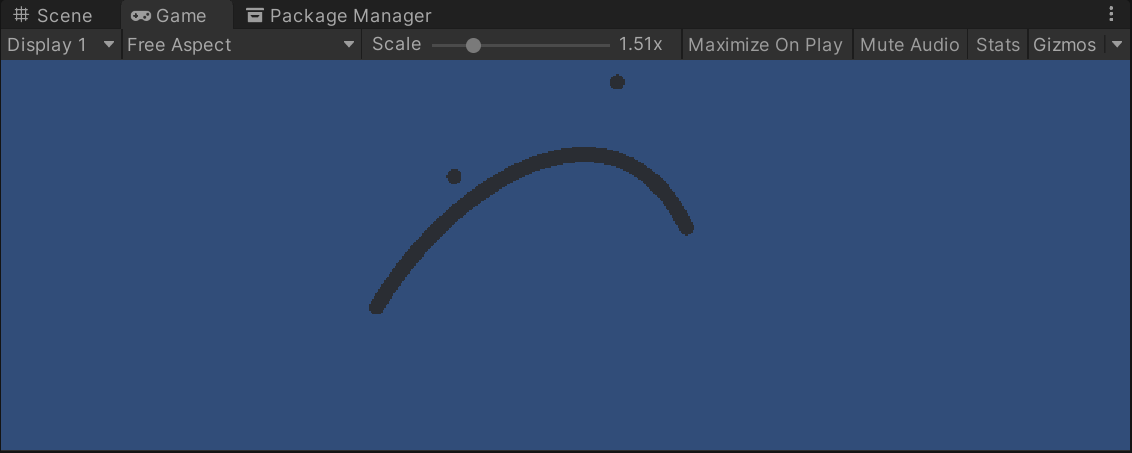 Scene Game Package Manager
Display 1 Free Aspect Scale 1.51x Maximize On Play Mute Audio Stats Gizmos